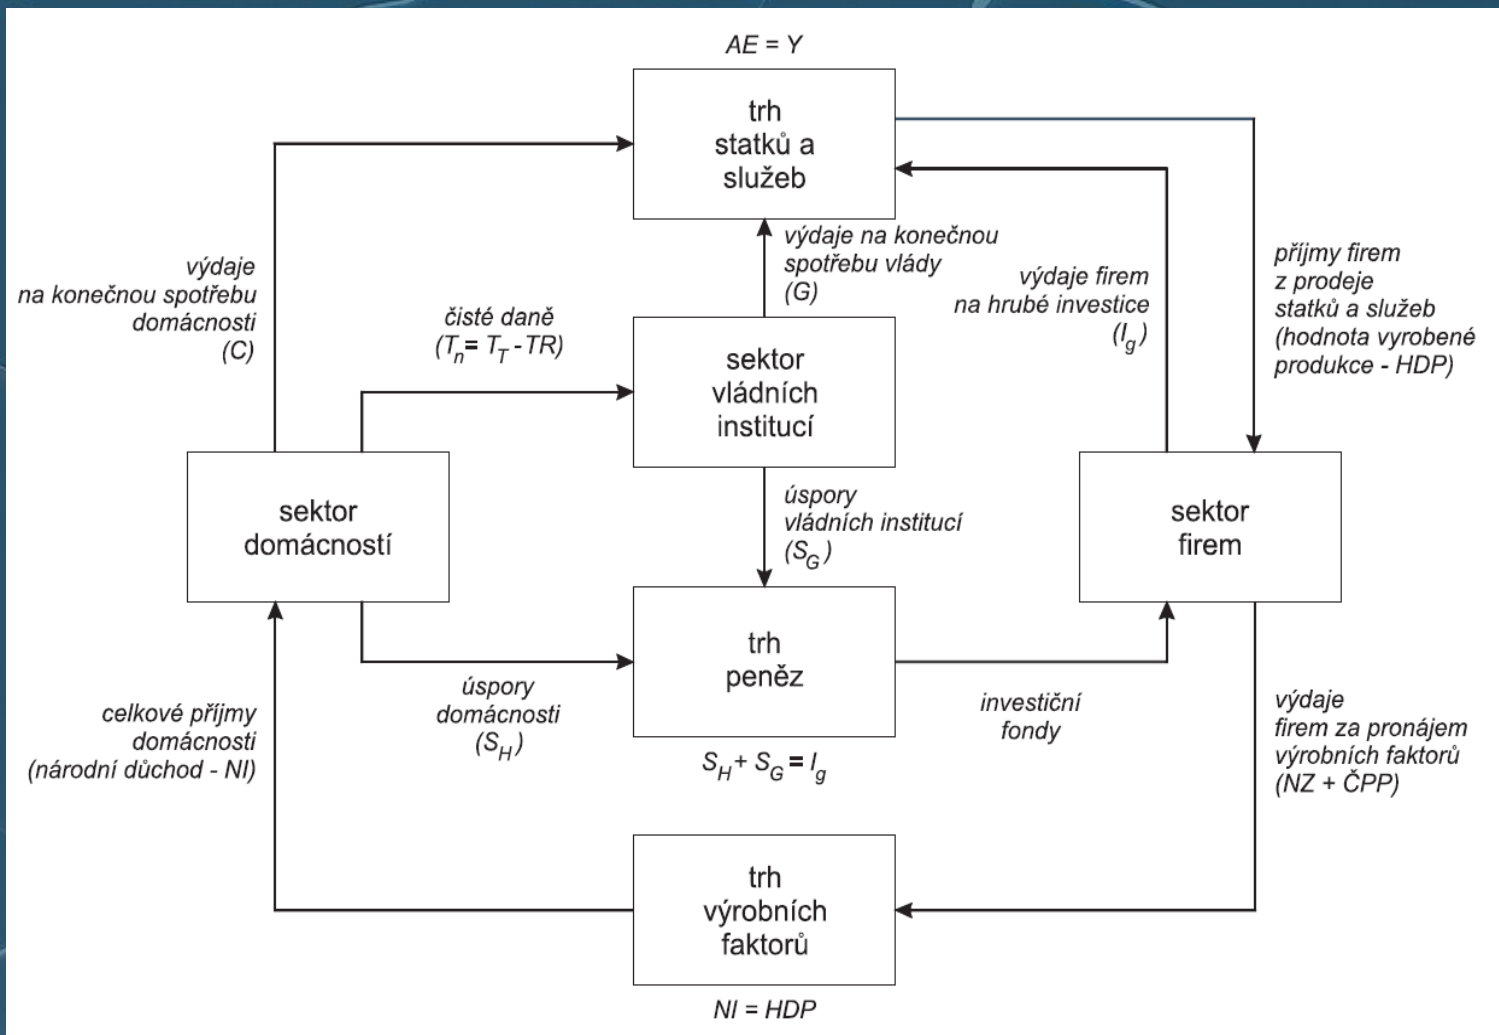 AE = Y
trh
statků a
služeb
výdaje
na konečnou spotřebu
domácnosti
(C)
čisté daně
(Tn= TT -TR)
výdaje na konečnou
spotřebu vlády
(G)
výdaje firem
na hrubé investice
(Ig)
příjmy firem
z prodeje
statků a služeb
(hodnota vyrobené
produkce - HDP)
sektor
vládních
institucí
sektor
domácností
úspory
vládních institucí
(SG)
sektor
firem
trh
peněz
celkové příjmy
domácnosti
(národní důchod - NI)
úspory
domácnosti
(SH)
SH + SG = Ig
investiční
fondy
výdaje
firem za pronájem
výrobních faktorů
(NZ + ČPP)
trh
výrobních
faktorů
NI = HDP